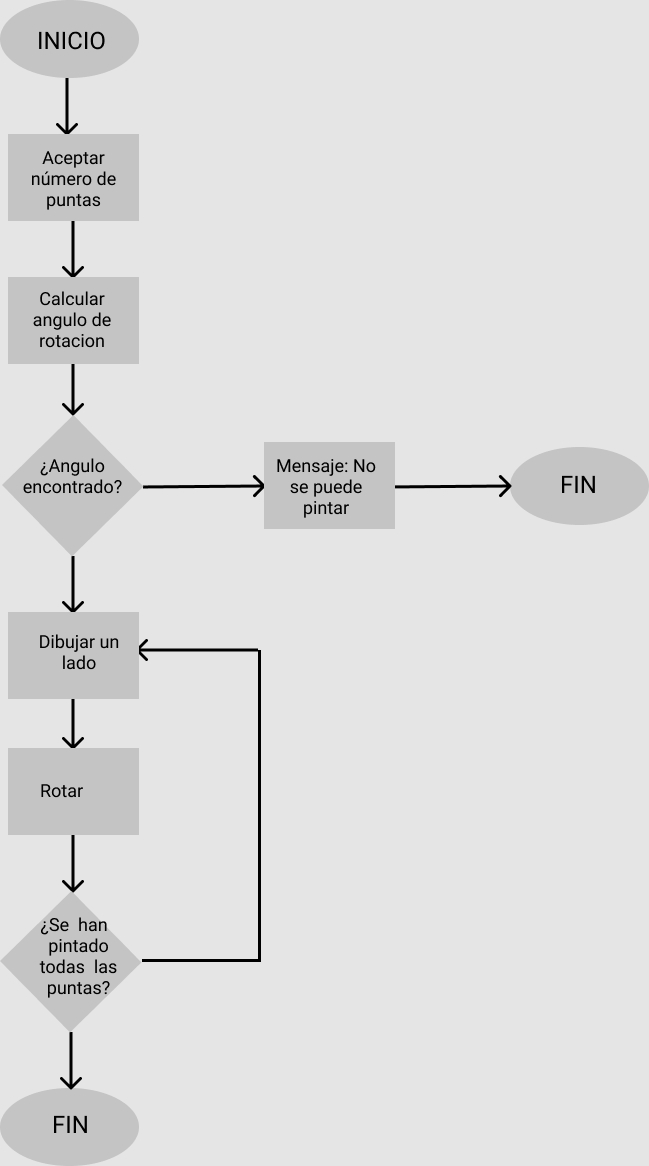 INICIO
Aceptar
número de
puntas
Calcular
angulo de
rotacion
¿Angulo
encontrado?
Mensaje: No
se puede
pintar
FIN
Dibujar un
lado
Rotar
¿Se han
pintado
todas las
puntas?
FIN